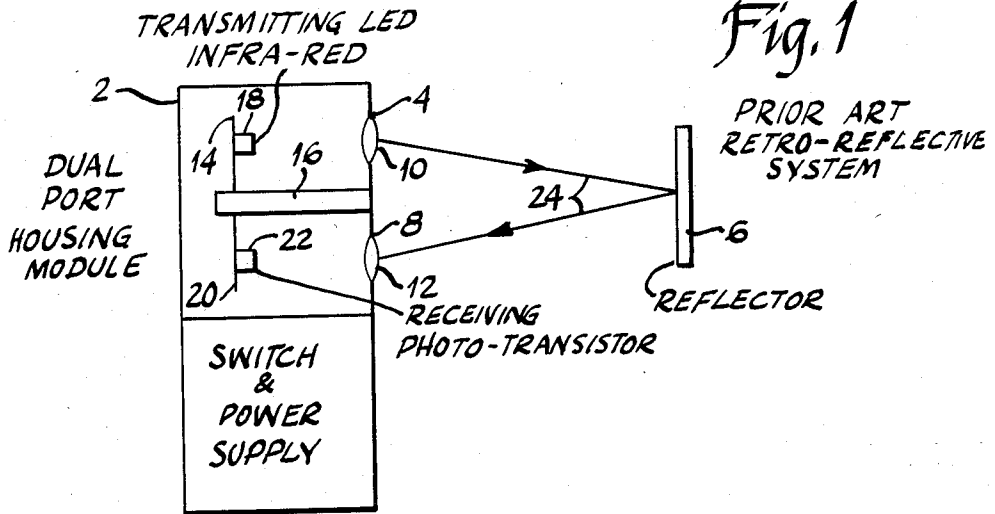 TRANSMITTING LED
INFRA-RED
Fig. 1
2
18
4
PRIOR ART
RETRO-REFLECTIVE
SYSTEM
14
16
10
DUAL
PORT
HOUSING
MODULE
24
8
6
22
12
20
REFLECTOR
RECEIVING
PHOTO-TRANSISTOR
SWITCH
&
POWER
SUPPLY